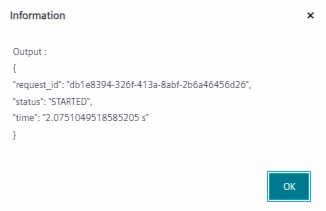 Information
×
Output :
{
"request_id": "db1e8394-326f-413a-8abf-2b6a46456d26",
"status": "STARTED",
"time": "2.0751049518585205 s"
}
OK